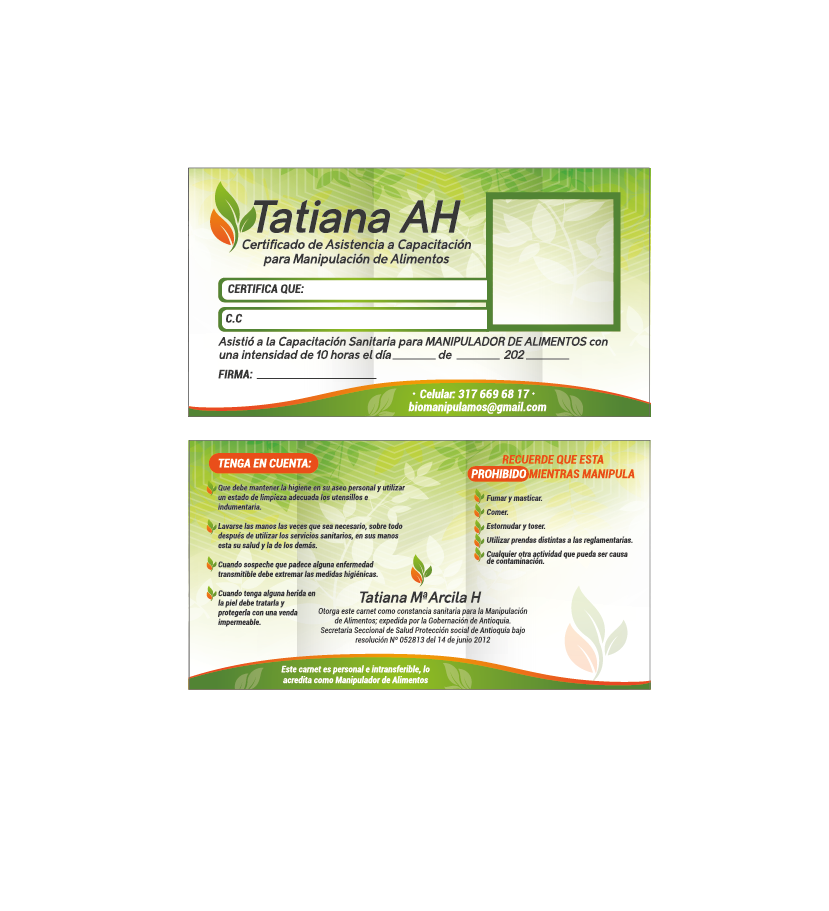 Tatiana AH
Certificado de Asistencia a Capacitación
para Manipulación de Alimentos
CERTIFICA QUE:
C.C
Asistió a la Capacitación Sanitaria para MANIPULADOR DE ALIMENTOS con
una intensidad de 10 horas el día_______ de _______ 202_______
FIRMA: ____________________
· Celular: 317 669 68 17 ·
biomanipulamos@gmail.com
TENGA EN CUENTA:
Que debe mantener la higiene en su aseo personal y utilizar
un estado de limpieza adecuada los utensillos e
indumentaria.
Lavarse las manos las veces que sea necesario, sobre todo
después de utilizar los servicios sanitarios, en sus manos
esta su salud y la de los demás.
Cuando sospeche que padece alguna enfermedad
transmitible debe extremar las medidas higiénicas.
Cuando tenga alguna herida en
la piel debe tratarla y
protegerla con una venda
impermeable.
RECUERDE QUE ESTA
PROHIBIDO MIENTRAS MANIPULA
Fumar y masticar.
Comer.
Estornudar y toser.
Utilizar prendas distintas a las reglamentarias.
Cualquier otra actividad que pueda ser causa
de contaminación.
Tatiana Mª Arcila H
Otorga este carnet como constancia sanitaria para la Manipulación
de Alimentos; expedida por la Gobernación de Antioquia.
Secretaria Seccional de Salud Protección social de Antioquia bajo
resolución Nº 052813 del 14 de junio 2012
Este carnet es personal e intransferible, lo
acredita como Manipulador de Alimentos